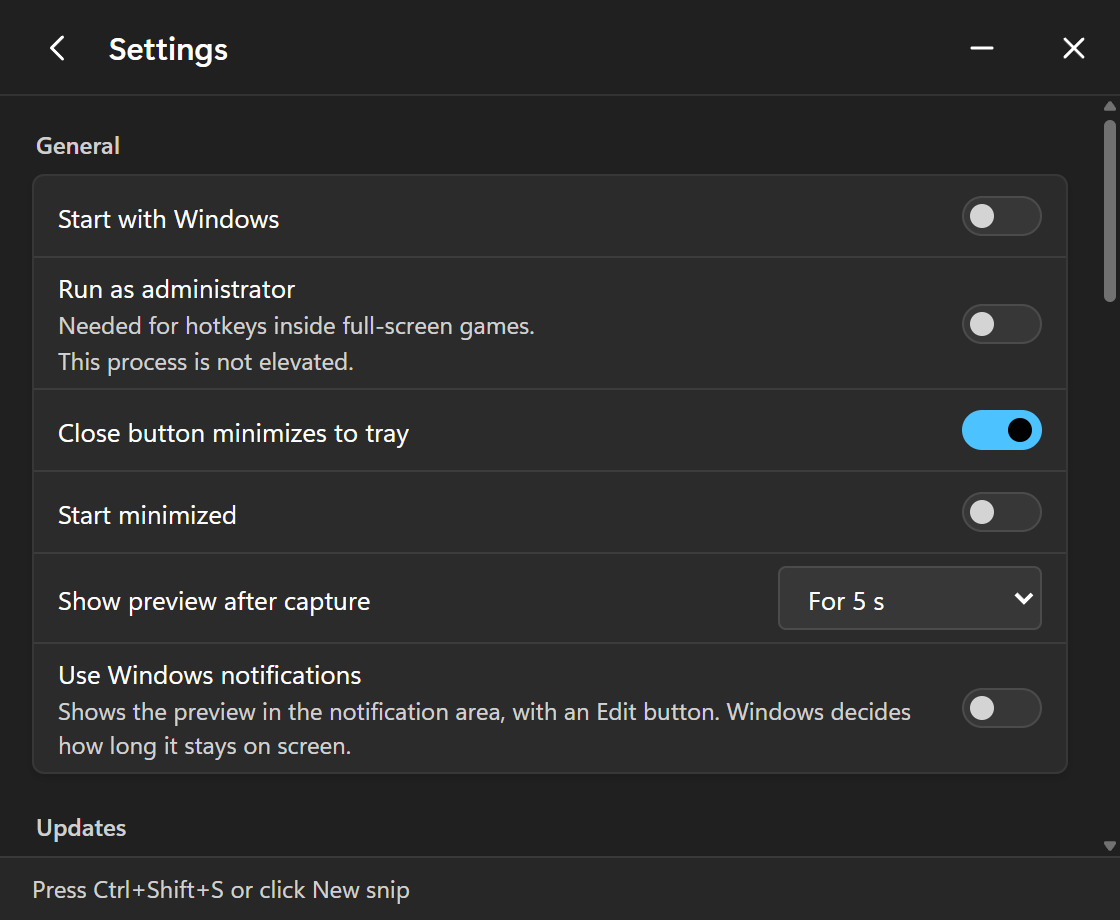 Settings
General
Start with Windows
Run as administrator
Needed for hotkeys inside full-screen games.
This process is not elevated.
Close button minimizes to tray
Start minimized
Show preview after capture
For 5 s
Use Windows notifications
Shows the preview in the notification area, with an Edit button. Windows decides
how long it stays on screen.
Updates
Press Ctrl+Shift+S or click New snip